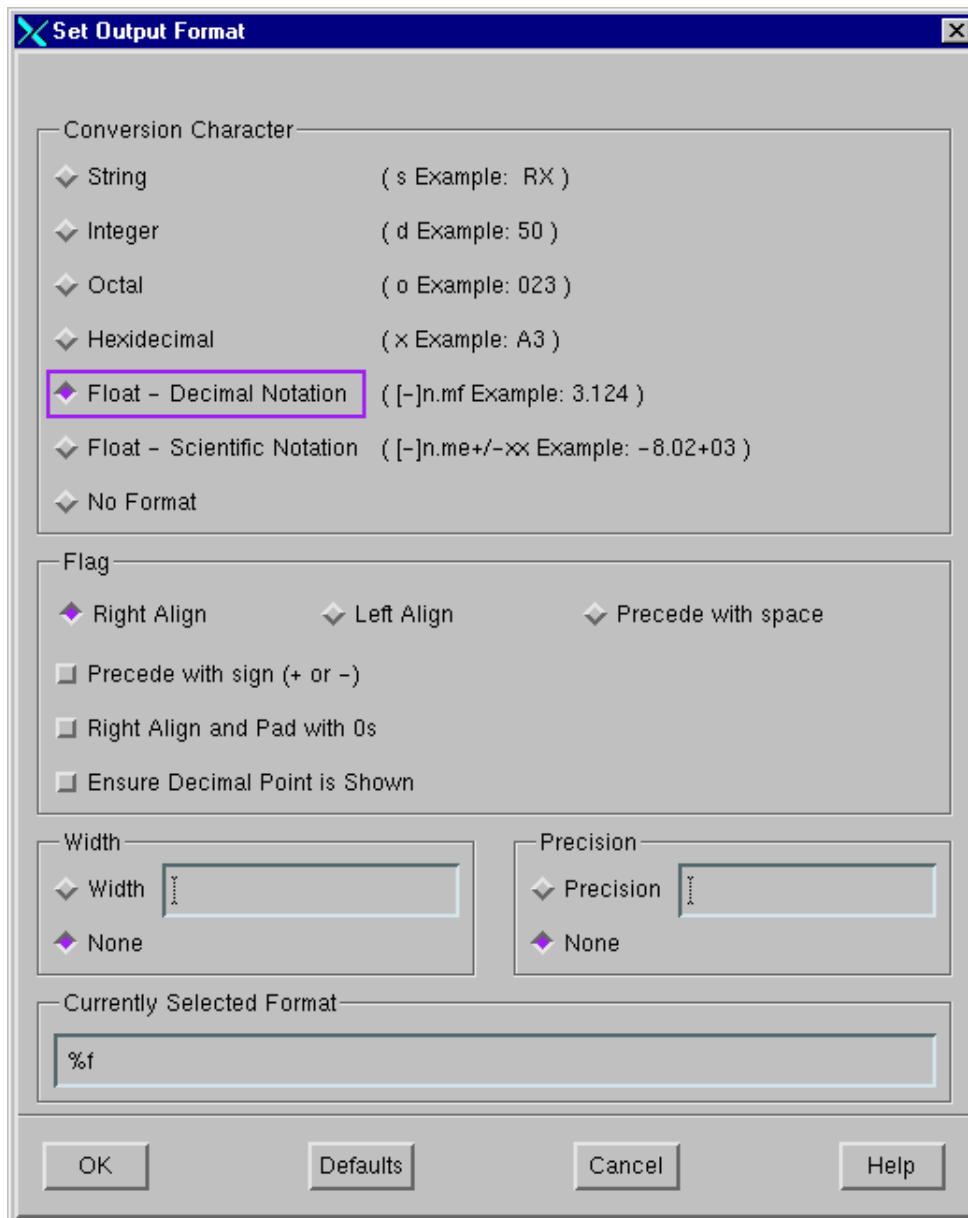 Set Output Format
Conversion Character
String ( s Example:  RX )
Integer ( d Example: 50 )
Octal ( o Example: 023 )
Hexidecimal ( x Example: A3 )
Float – Decimal Notation ( [–]n.mf Example: 3.124 )
Float – Scientific Notation ( [–]n.me+/–xx Example: –8.02+03 )
No Format
Flag
Right Align Left Align Precede with space
Precede with sign (+ or –)
Right Align and Pad with 0s
Ensure Decimal Point is Shown
Width Precision
Width Precision
None None
Currently Selected Format
%f
OK Defaults Cancel Help